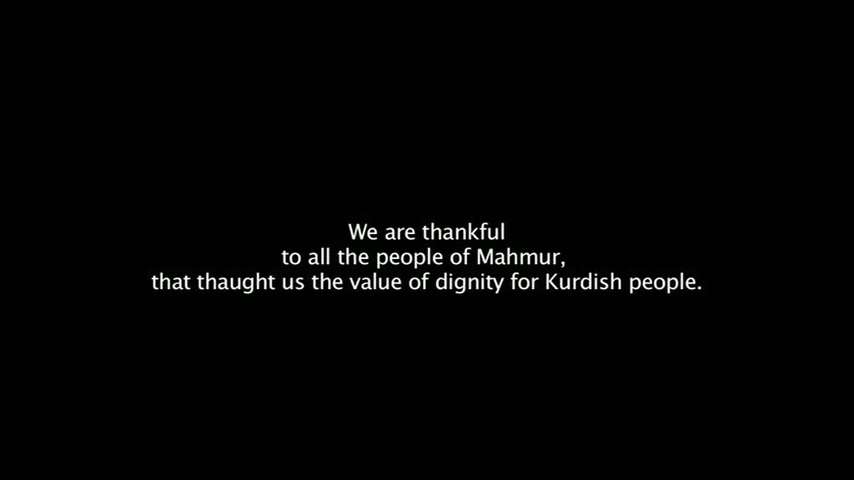 We are thankful
to all the people of Mahmur,
that thaught us the value of dignity for Kurdish people.